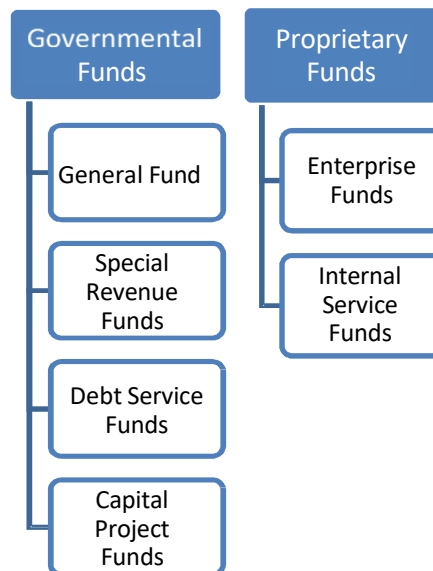 Governmental
Funds
General Fund
Special
Revenue
Funds
Debt Service
Funds
Capital
Project
Funds
Proprietary
Funds
Enterprise
Funds
Internal
Service
Funds